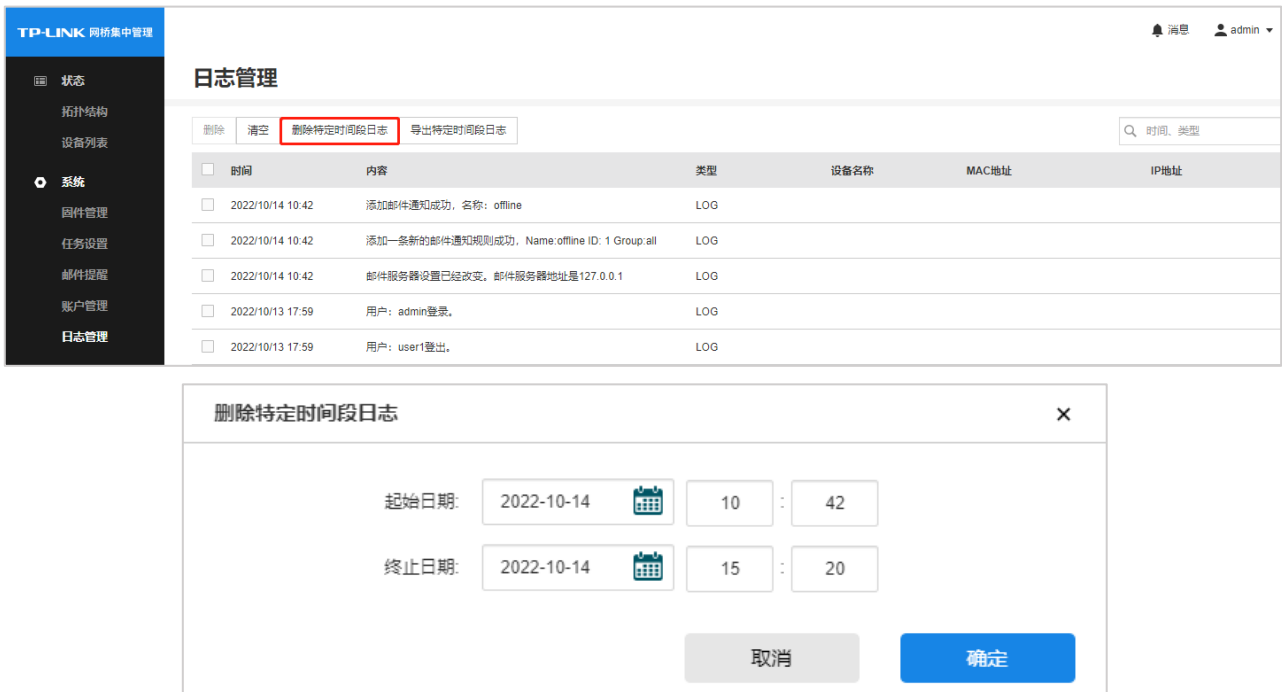 TP-LINK 网桥集中管理
消息 admin
状态
拓扑结构
设备列表
系统
固件管理
任务设置
邮件提醒
账户管理
日志管理
日志管理
删除 清空 删除特定时间段日志 导出特定时间段日志 时间、类型
时间 内容 类型 设备名称 MAC地址 IP地址
2022/10/14 10:42 添加邮件通知成功，名称：offline LOG
2022/10/14 10:42 添加一条新的邮件通知规则成功，Name:offline ID: 1 Group:all LOG
2022/10/14 10:42 邮件服务器设置已经改变。邮件服务器地址是127.0.0.1 LOG
2022/10/13 17:59 用户：admin登录。 LOG
2022/10/13 17:59 用户：user1登出。 LOG
删除特定时间段日志 ×
起始日期: 2022-10-14 10 : 42
终止日期: 2022-10-14 15 : 20
取消 确定